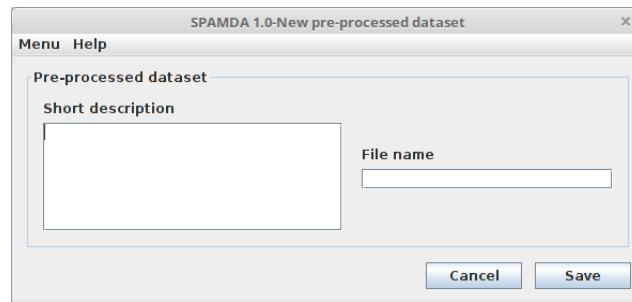 SPAMDA 1.0-New pre-processed dataset
Menu Help
Pre-processed dataset
Short description
File name
Cancel Save